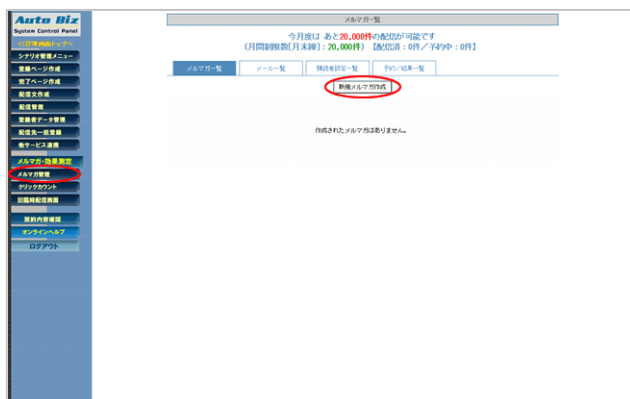 Auto Biz
System Control Panel
<<管理画面トップへ
シナリオ管理メニュー
登録ページ作成
完了ページ作成
配信文作成
配信管理
登録者データ管理
配信先一括登録
他サービス連携
メルマガ・効果測定
メルマガ管理
クリックカウント
旧臨時配信画面
契約内容確認
オンラインヘルプ
ログアウト
メルマガ一覧
今月度は あと20,000件の配信が可能です
(月間制限数[月末締]：20,000件) 【配信済：0件／予約中：0件】
メルマガ一覧
メール一覧
購読者設定一覧
予約／結果一覧
新規メルマガ作成
作成されたメルマガはありません。